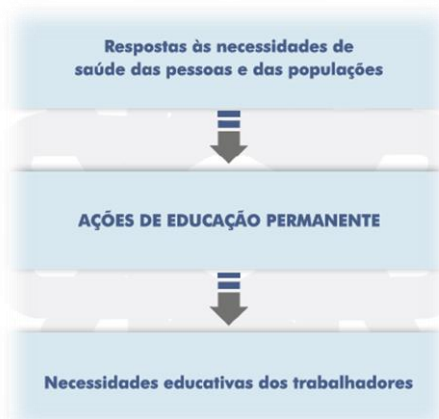 Respostas às necessidades de
saúde das pessoas e das populações
AÇÕES DE EDUCAÇÃO PERMANENTE
Necessidades educativas dos trabalhadores